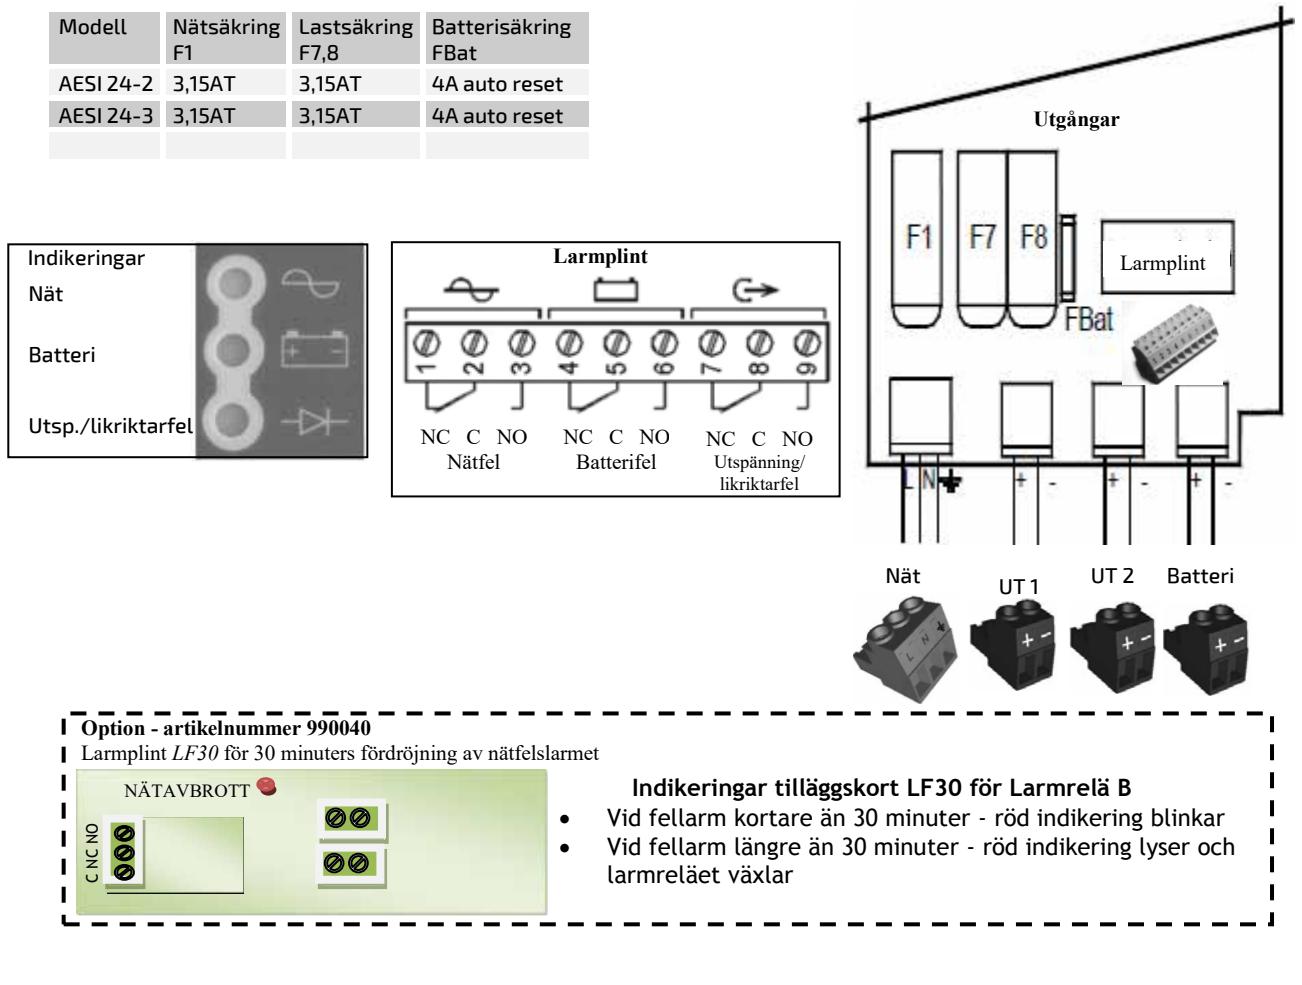 Modell Nätsäkring F1 Lastsäkring F7,8 Batterisäkring FBat
AESI 24-2 3,15AT 3,15AT 4A auto reset
AESI 24-3 3,15AT 3,15AT 4A auto reset
Utgångar
F1 F7 F8
FBat
Larmplint
L N + - + - + -
Nät UT 1 UT 2 Batteri
L N + - + - + -
Indikeringar
Nät
Batteri
Utsp./likriktarfel
Larmplint
1 2 3 4 5 6 7 8 9
NC C NO NC C NO NC C NO
Nätfel Batterifel Utspänning/
likriktarfel
Option - artikelnummer 990040
Larmplint LF30 för 30 minuters fördröjning av nätfelslarmet
NÄTAVBROTT
C NC NO
Indikeringar tilläggskort LF30 för Larmrelä B
• Vid fellarm kortare än 30 minuter - röd indikering blinkar
• Vid fellarm längre än 30 minuter - röd indikering lyser och
larmreläet växlar